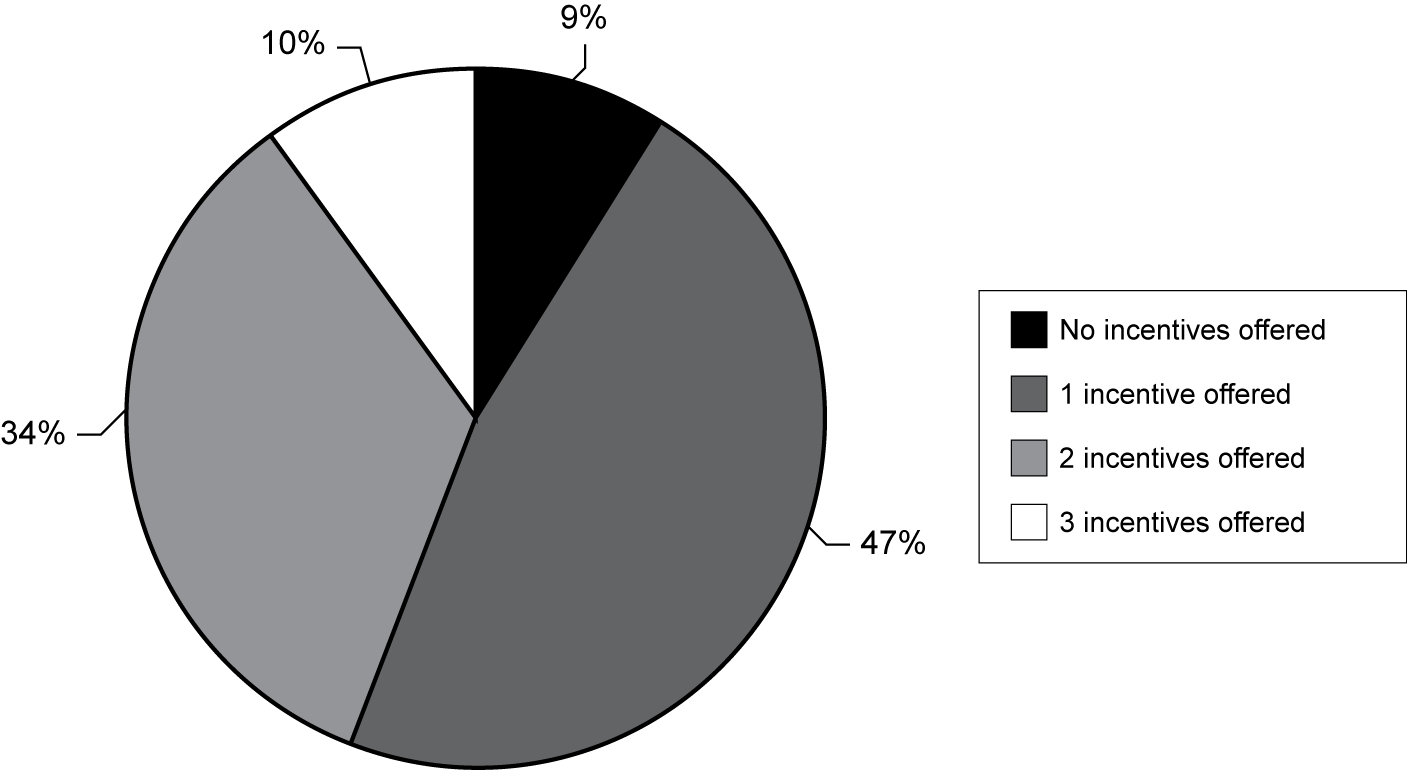 9%
10%
34%
47%
No incentives offered
1 incentive offered
2 incentives offered
3 incentives offered